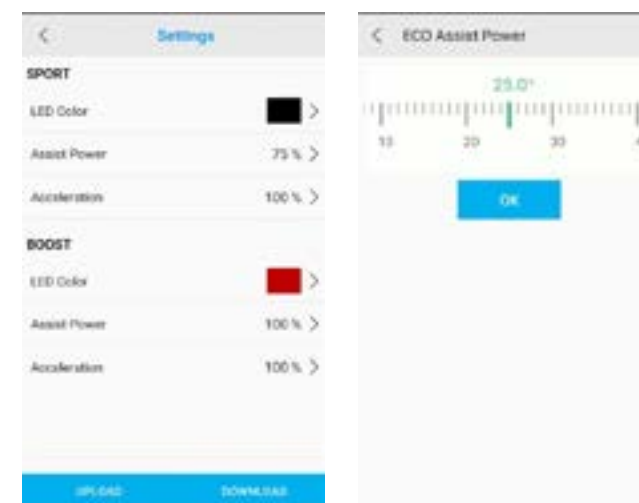 Settings
SPORT
LED Color
Assist Power 75 %
Acceleration 100 %
BOOST
LED Color
Assist Power 100 %
Acceleration 100 %
UPLOAD DOWNLOAD
ECO Assist Power
25.0°
10 20 30
OK